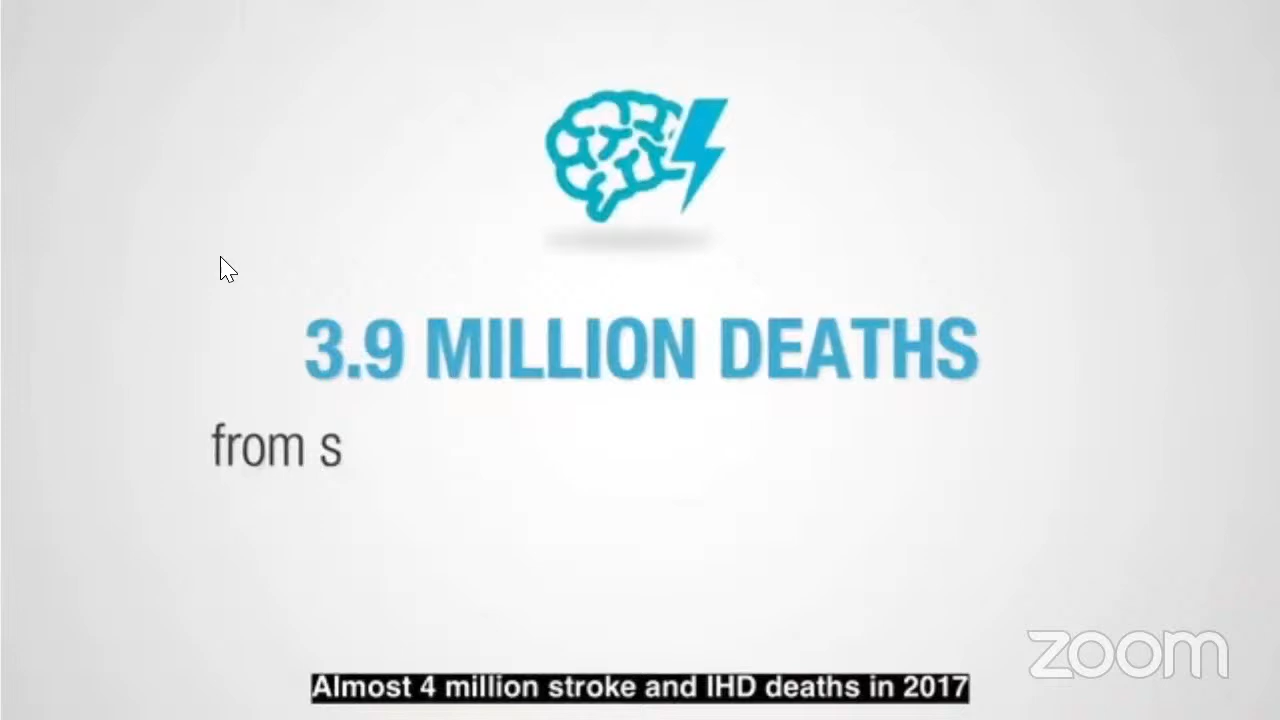 3.9 MILLION DEATHS
from s
zoom
Almost 4 million stroke and IHD deaths in 2017